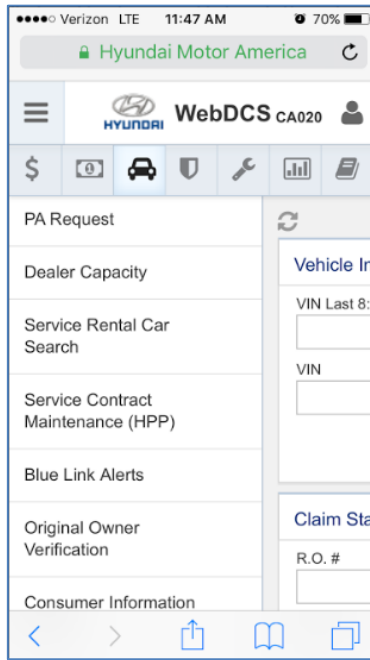 Verizon LTE 11:47 AM 70%
Hyundai Motor America
HYUNDAI WebDCS CA020
PA Request
Dealer Capacity
Service Rental Car
Search
Service Contract
Maintenance (HPP)
Blue Link Alerts
Original Owner
Verification
Consumer Information
Vehicle In
VIN Last 8:
VIN
Claim Sta
R.O. #